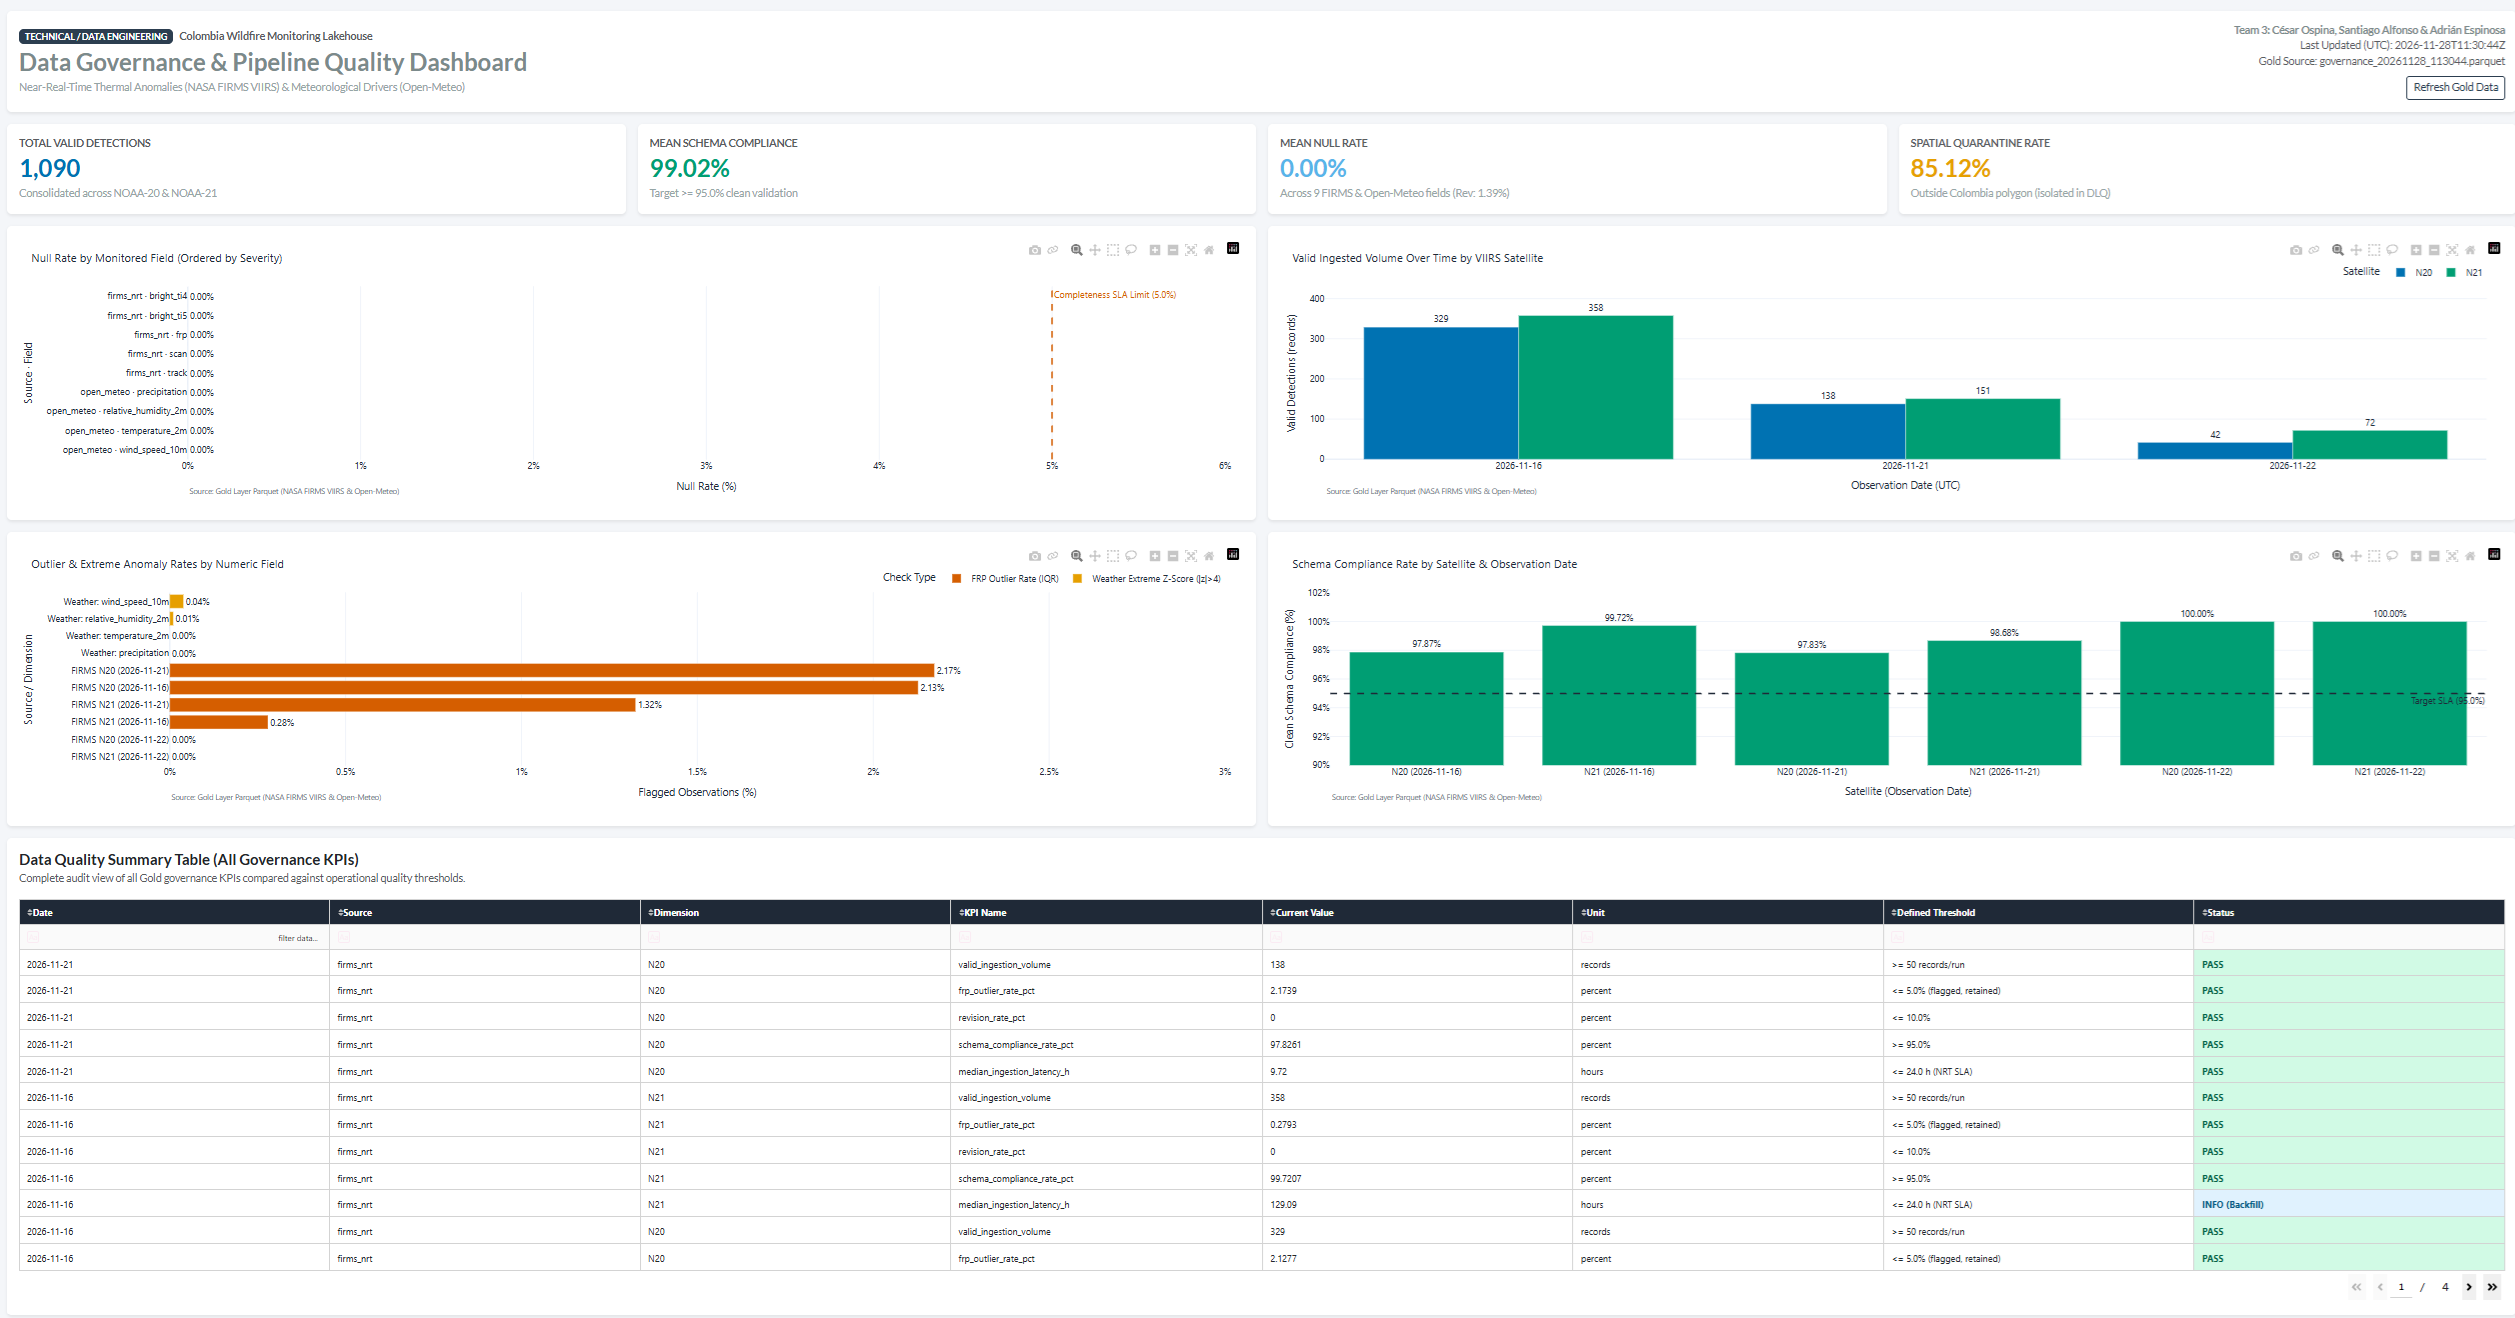 TECHNICAL / DATA ENGINEERING Colombia Wildfire Monitoring Lakehouse
Data Governance & Pipeline Quality Dashboard
Near-Real-Time Thermal Anomalies (NASA FIRMS VIIRS) & Meteorological Drivers (Open-Meteo)
Team 3: César Ospina, Santiago Alfonso & Adrián Espinosa
Last Updated (UTC): 2026-11-28T11:30:44Z
Gold Source: governance_20261128_113044.parquet
Refresh Gold Data
TOTAL VALID DETECTIONS
1,090
Consolidated across NOAA-20 & NOAA-21
MEAN SCHEMA COMPLIANCE
99.02%
Target >= 95.0% clean validation
MEAN NULL RATE
0.00%
Across 9 FIRMS & Open-Meteo fields (Rev: 1.39%)
SPATIAL QUARANTINE RATE
85.12%
Outside Colombia polygon (isolated in DLQ)
Null Rate by Monitored Field (Ordered by Severity)
Source · Field
firms_nrt · bright_ti4 0.00%
firms_nrt · bright_ti5 0.00%
firms_nrt · frp 0.00%
firms_nrt · scan 0.00%
firms_nrt · track 0.00%
open_meteo · precipitation 0.00%
open_meteo · relative_humidity_2m 0.00%
open_meteo · temperature_2m 0.00%
open_meteo · wind_speed_10m 0.00%
Completeness SLA Limit (5.0%)
0% 1% 2% 3% 4% 5% 6%
Null Rate (%)
Source: Gold Layer Parquet (NASA FIRMS VIIRS & Open-Meteo)
Valid Ingested Volume Over Time by VIIRS Satellite
Satellite N20 N21
Valid Detections (records)
400
300
200
100
0
329 358
138 151
42 72
2026-11-16 2026-11-21 2026-11-22
Observation Date (UTC)
Source: Gold Layer Parquet (NASA FIRMS VIIRS & Open-Meteo)
Outlier & Extreme Anomaly Rates by Numeric Field
Check Type FRP Outlier Rate (IQR) Weather Extreme Z-Score (|z|>4)
Source / Dimension
Weather: wind_speed_10m 0.04%
Weather: relative_humidity_2m 0.01%
Weather: temperature_2m 0.00%
Weather: precipitation 0.00%
FIRMS N20 (2026-11-21) 2.17%
FIRMS N20 (2026-11-16) 2.13%
FIRMS N21 (2026-11-21) 1.32%
FIRMS N21 (2026-11-16) 0.28%
FIRMS N20 (2026-11-22) 0.00%
FIRMS N21 (2026-11-22) 0.00%
0% 0.5% 1% 1.5% 2% 2.5% 3%
Flagged Observations (%)
Source: Gold Layer Parquet (NASA FIRMS VIIRS & Open-Meteo)
Schema Compliance Rate by Satellite & Observation Date
Clean Schema Compliance (%)
102%
100%
98%
96%
94%
92%
90%
97.87% 99.72% 97.83% 98.68% 100.00% 100.00%
Target SLA (95.0%)
N20 (2026-11-16) N21 (2026-11-16) N20 (2026-11-21) N21 (2026-11-21) N20 (2026-11-22) N21 (2026-11-22)
Satellite (Observation Date)
Source: Gold Layer Parquet (NASA FIRMS VIIRS & Open-Meteo)
Data Quality Summary Table (All Governance KPIs)
Complete audit view of all Gold governance KPIs compared against operational quality thresholds.
Date Source Dimension KPI Name Current Value Unit Defined Threshold Status
filter data...
2026-11-21 firms_nrt N20 valid_ingestion_volume 138 records >= 50 records/run PASS
2026-11-21 firms_nrt N20 frp_outlier_rate_pct 2.1739 percent <= 5.0% (flagged, retained) PASS
2026-11-21 firms_nrt N20 revision_rate_pct 0 percent <= 10.0% PASS
2026-11-21 firms_nrt N20 schema_compliance_rate_pct 97.8261 percent >= 95.0% PASS
2026-11-21 firms_nrt N20 median_ingestion_latency_h 9.72 hours <= 24.0 h (NRT SLA) PASS
2026-11-16 firms_nrt N21 valid_ingestion_volume 358 records >= 50 records/run PASS
2026-11-16 firms_nrt N21 frp_outlier_rate_pct 0.2793 percent <= 5.0% (flagged, retained) PASS
2026-11-16 firms_nrt N21 revision_rate_pct 0 percent <= 10.0% PASS
2026-11-16 firms_nrt N21 schema_compliance_rate_pct 99.7207 percent >= 95.0% PASS
2026-11-16 firms_nrt N21 median_ingestion_latency_h 129.09 hours <= 24.0 h (NRT SLA) INFO (Backfill)
2026-11-16 firms_nrt N20 valid_ingestion_volume 329 records >= 50 records/run PASS
2026-11-16 firms_nrt N20 frp_outlier_rate_pct 2.1277 percent <= 5.0% (flagged, retained) PASS
1 / 4